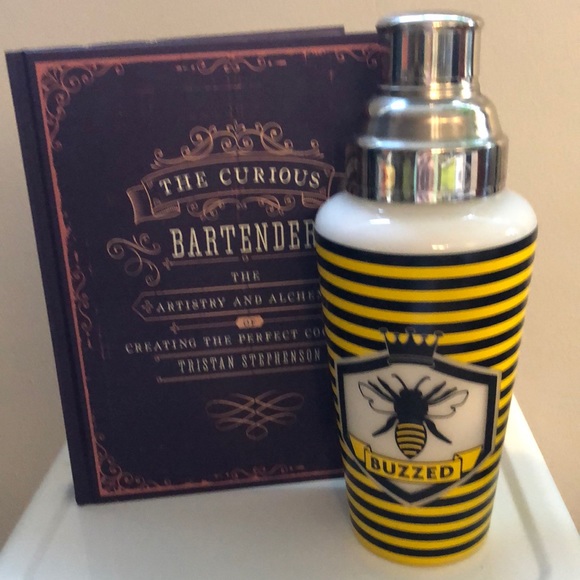 THE CURIOUS
BARTENDER
THE
ARTISTRY AND
OF
CREATING THE PERFECT
TRISTAN STEPHENSON
BUZZED